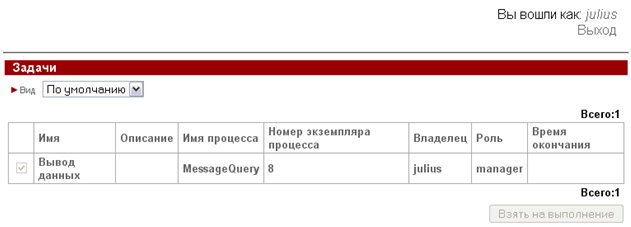 Вы вошли как: julius
Выход
Задачи
Вид По умолчанию
Всего:1
Имя Описание Имя процесса Номер экземпляра процесса Владелец Роль Время окончания
Вывод данных MessageQuery 8 julius manager
Всего:1
Взять на выполнение